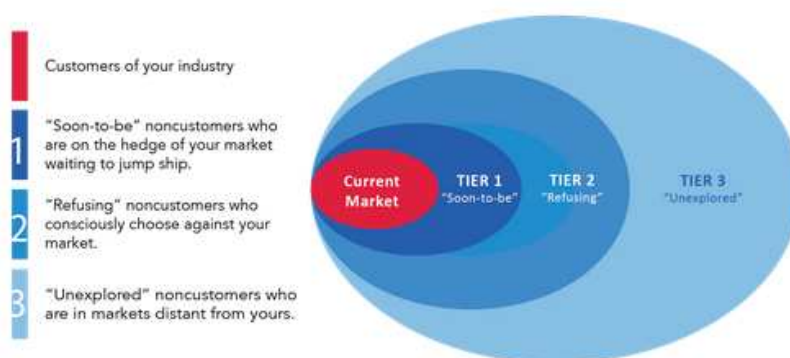 Customers of your industry
1
"Soon-to-be" noncustomers who
are on the hedge of your market
waiting to jump ship.
2
"Refusing" noncustomers who
consciously choose against your
market.
3
"Unexplored" noncustomers who
are in markets distant from yours.
Current
Market
TIER 1
"Soon-to-be"
TIER 2
"Refusing"
TIER 3
"Unexplored"